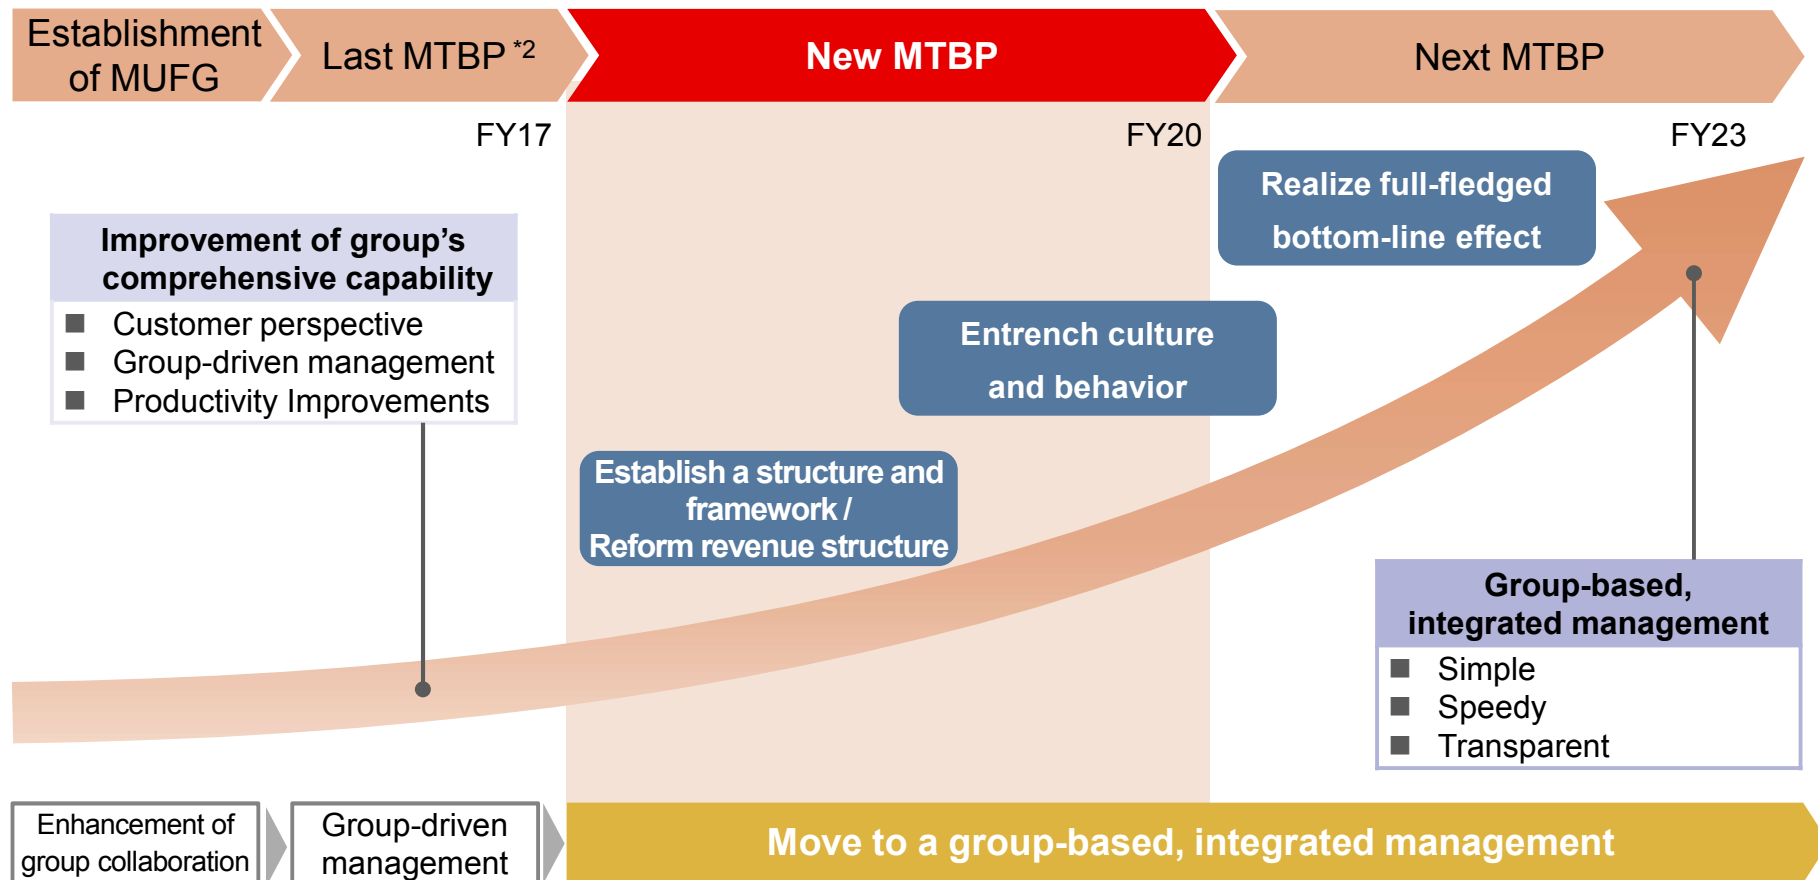 Establishment
of MUFG
Last MTBP *2
New MTBP
Next MTBP
FY17
FY20
FY23
Realize full-fledged
bottom-line effect
Improvement of group’s
comprehensive capability
■ Customer perspective
■ Group-driven management
■ Productivity Improvements
Entrench culture
and behavior
Establish a structure and
framework /
Reform revenue structure
Group-based,
integrated management
■ Simple
■ Speedy
■ Transparent
Enhancement of
group collaboration
Group-driven
management
Move to a group-based, integrated management